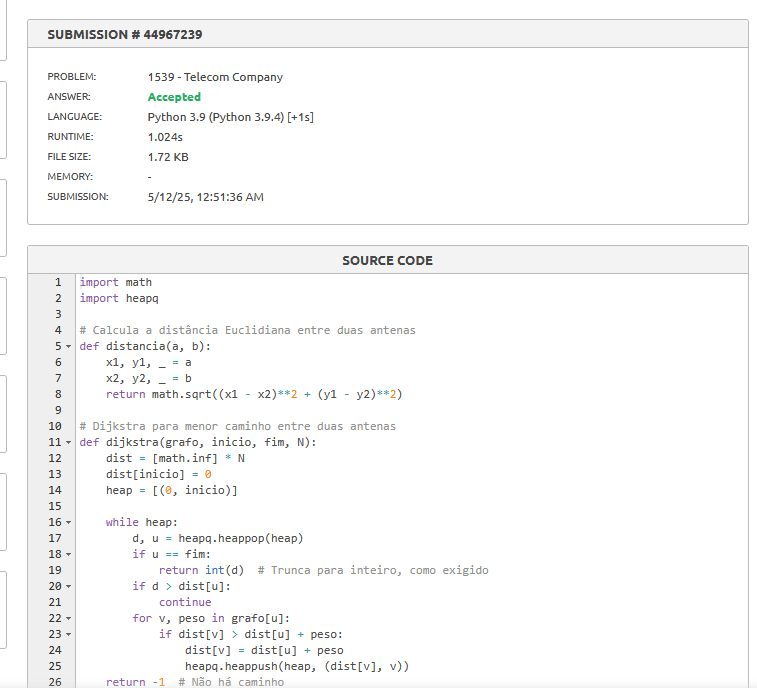 SUBMISSION # 44967239
PROBLEM: 1539 - Telecom Company
ANSWER: Accepted
LANGUAGE: Python 3.9 (Python 3.9.4) [+1s]
RUNTIME: 1.024s
FILE SIZE: 1.72 KB
MEMORY: -
SUBMISSION: 5/12/25, 12:51:36 AM
SOURCE CODE
1 import math
2 import heapq
3
4 # Calcula a distância Euclidiana entre duas antenas
5 def distancia(a, b):
6     x1, y1, _ = a
7     x2, y2, _ = b
8     return math.sqrt((x1 - x2)**2 + (y1 - y2)**2)
9
10 # Dijkstra para menor caminho entre duas antenas
11 def dijkstra(grafo, inicio, fim, N):
12     dist = [math.inf] * N
13     dist[inicio] = 0
14     heap = [(0, inicio)]
15
16     while heap:
17         d, u = heapq.heappop(heap)
18         if u == fim:
19             return int(d)  # Trunca para inteiro, como exigido
20         if d > dist[u]:
21             continue
22         for v, peso in grafo[u]:
23             if dist[v] > dist[u] + peso:
24                 dist[v] = dist[u] + peso
25                 heapq.heappush(heap, (dist[v], v))
26     return -1  # Não há caminho